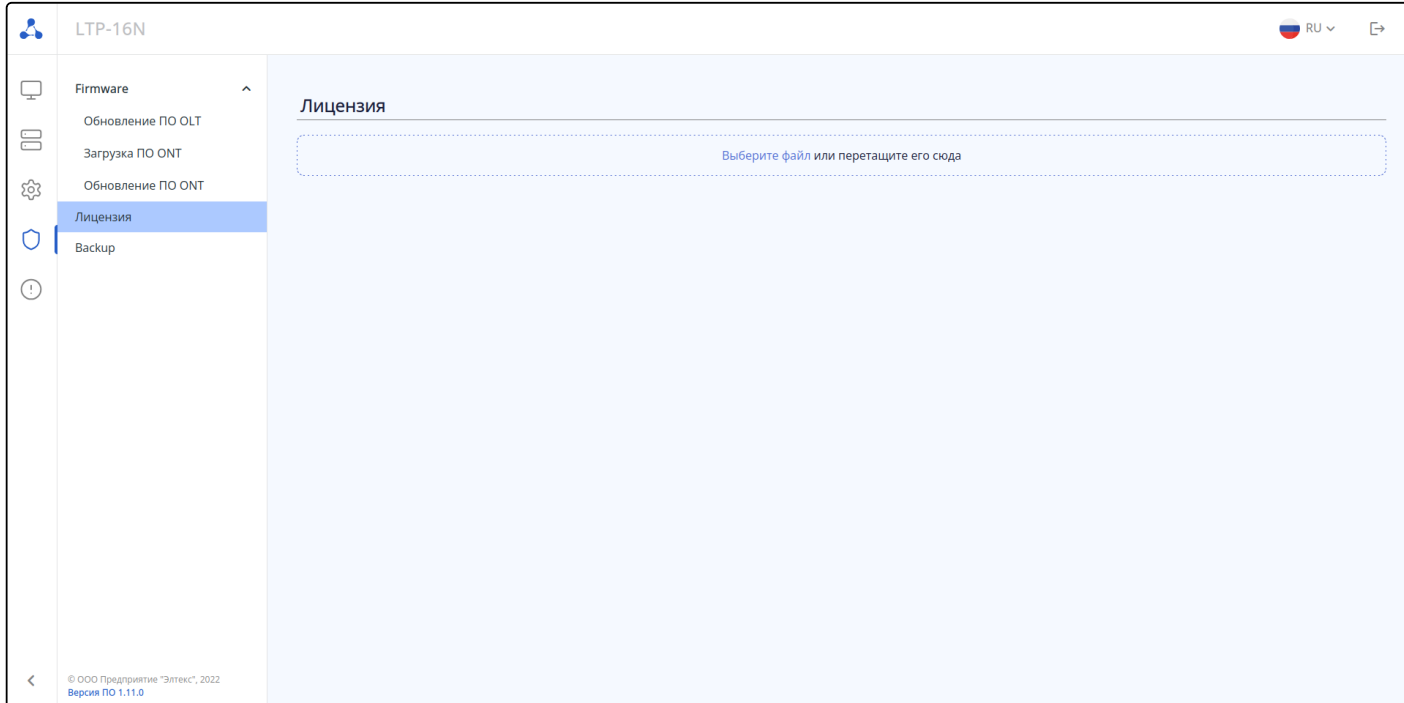 LTP-16N
RU
Firmware
Обновление ПО OLT
Загрузка ПО ONT
Обновление ПО ONT
Лицензия
Backup
Лицензия
Выберите файл или перетащите его сюда
© ООО Предприятие "Элтекс", 2022
Версия ПО 1.11.0